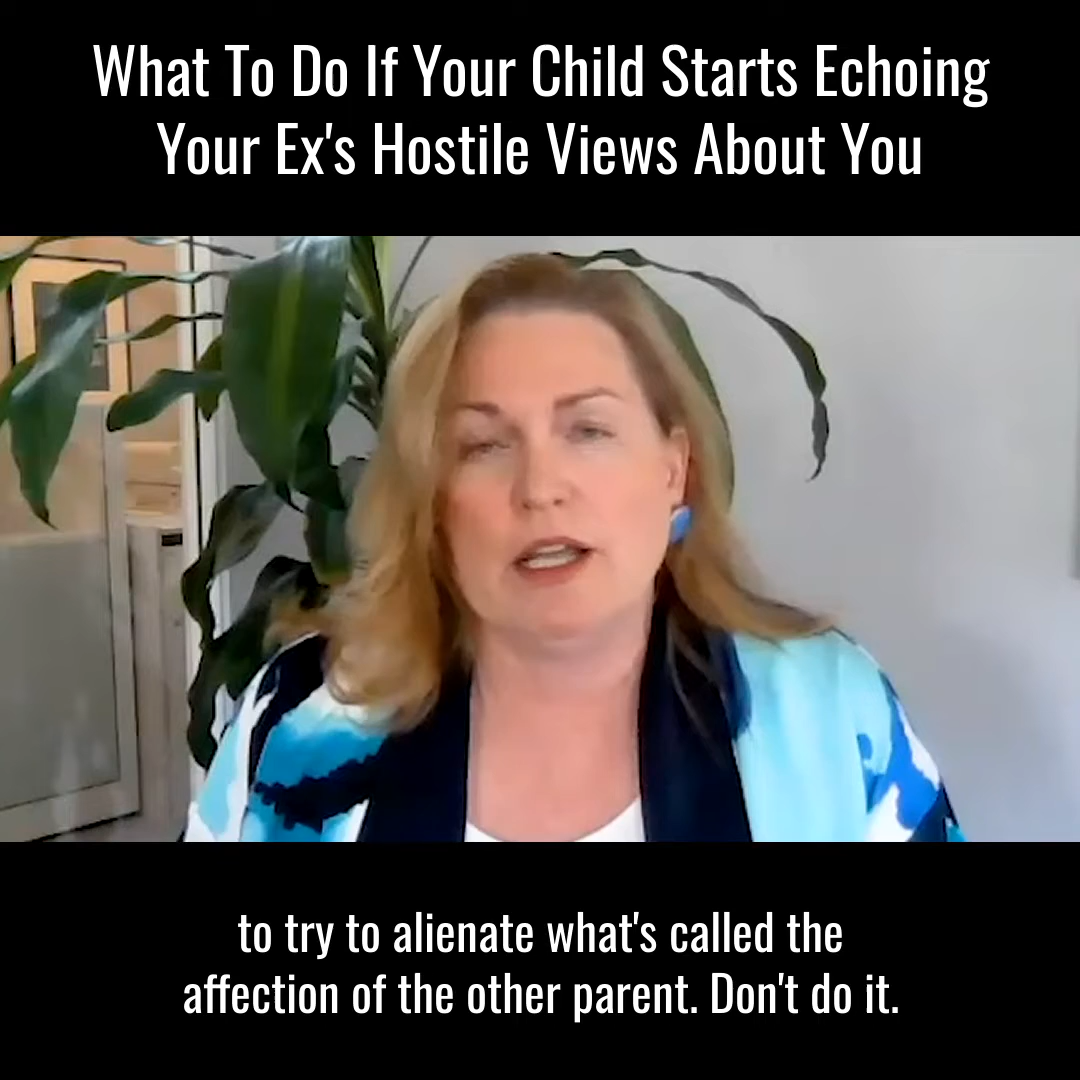 What To Do If Your Child Starts Echoing
Your Ex's Hostile Views About You
to try to alienate what's called the
affection of the other parent. Don't do it.